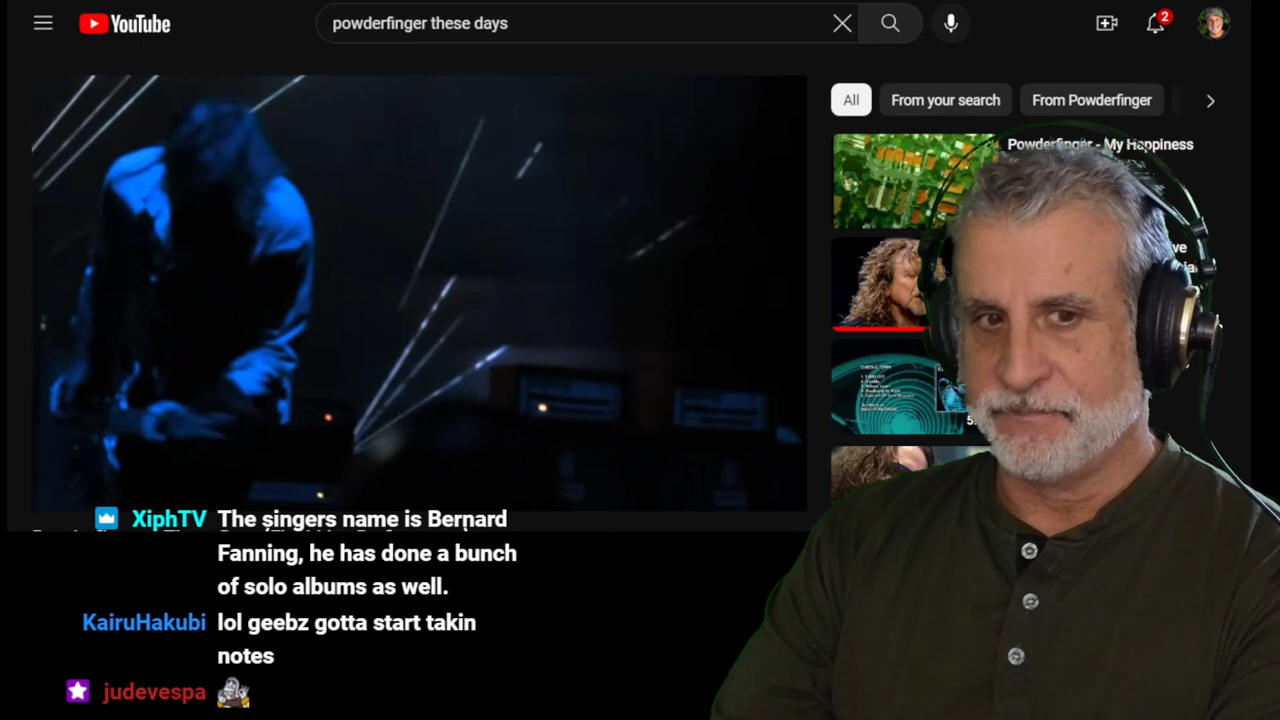 YouTube
powderfinger these days
2
All
From your search
From Powderfinger
Powderfinger - My Happiness
XiphTV The singers name is Bernard
Fanning, he has done a bunch
of solo albums as well.
KairuHakubi lol geebz gotta start takin
notes
judevespa